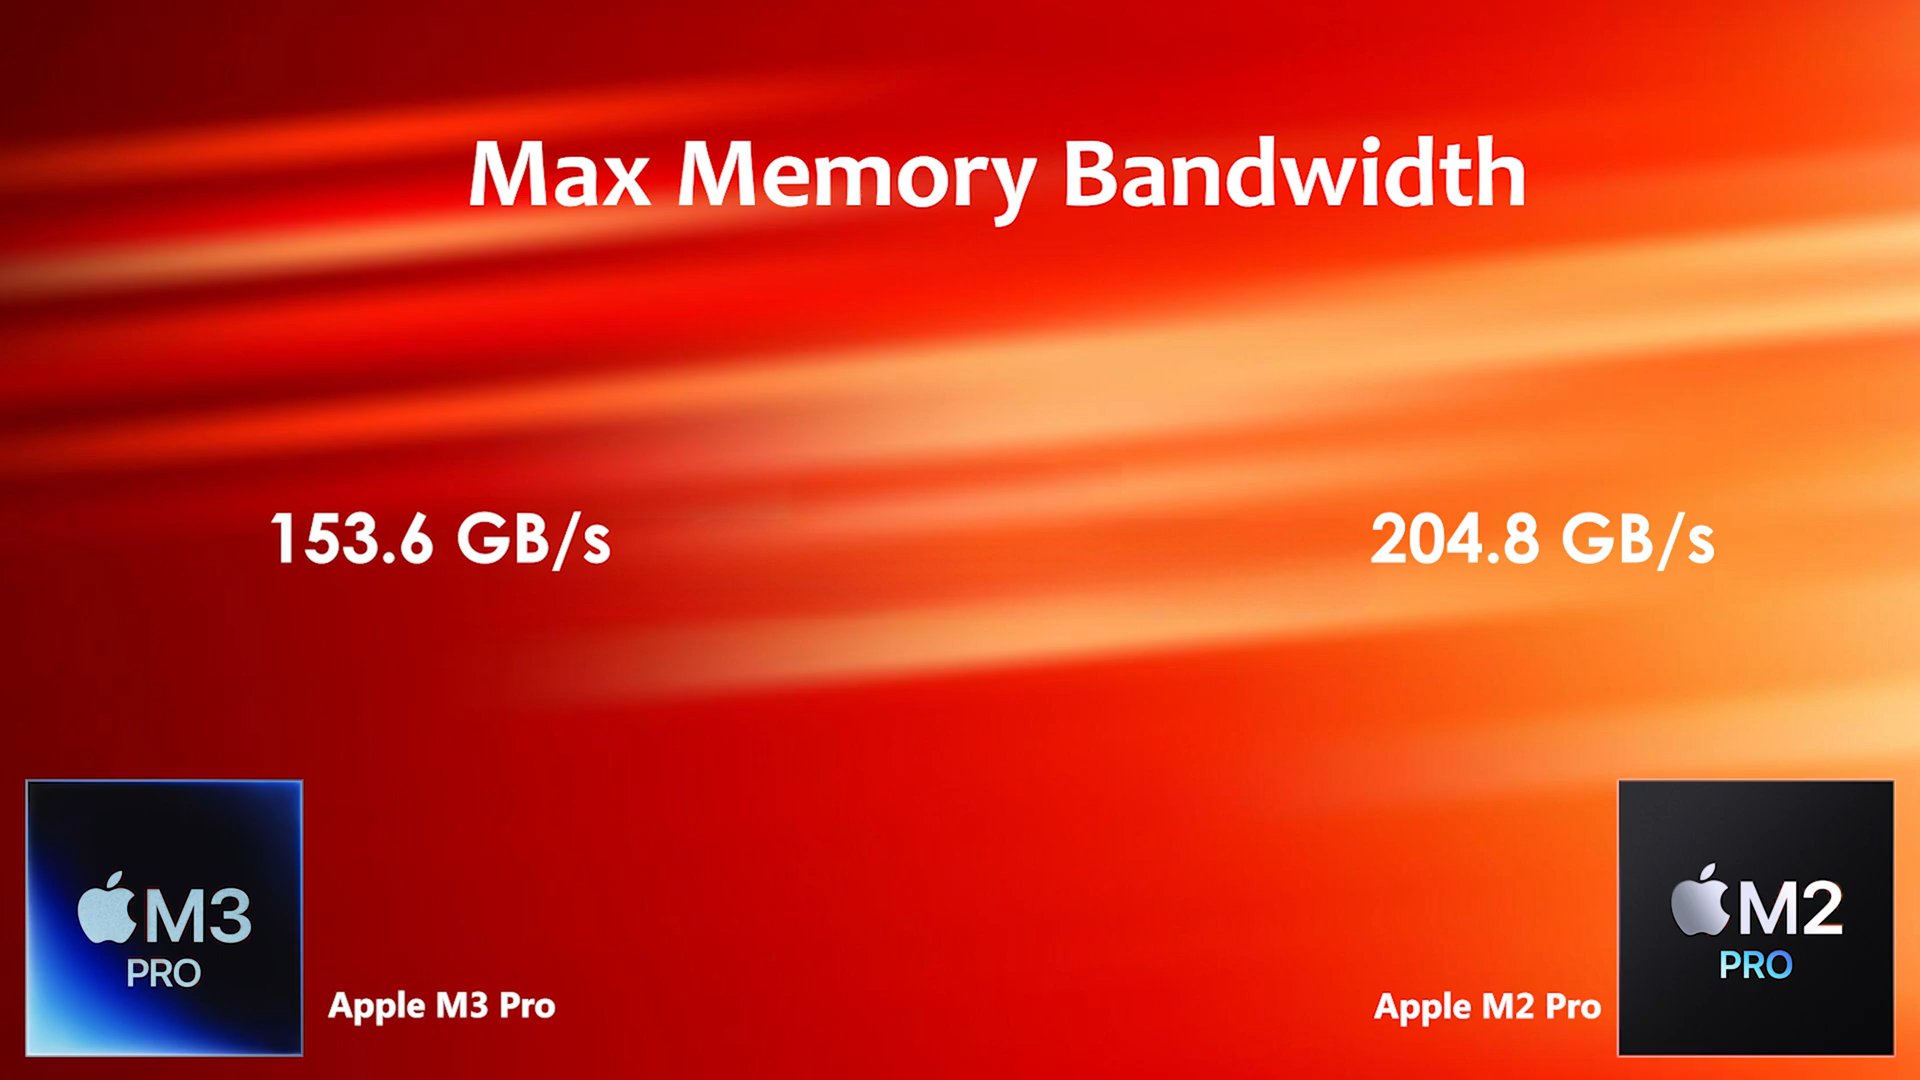 Max Memory Bandwidth
153.6 GB/s
204.8 GB/s
M3
PRO
Apple M3 Pro
Apple M2 Pro
M2
PRO